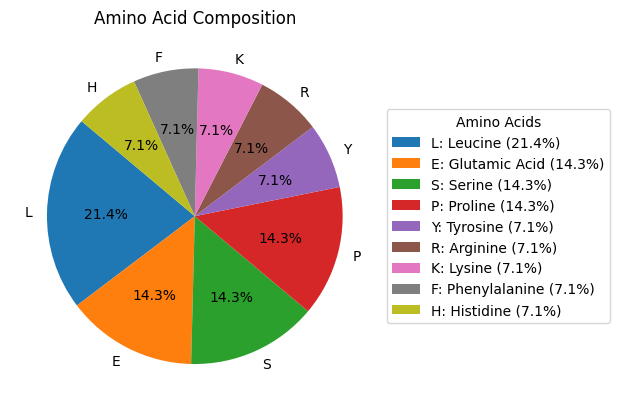 Amino Acid Composition
F
K
H
R
Y
L
P
E
S
7.1%
7.1%
7.1%
7.1%
7.1%
21.4%
14.3%
14.3%
14.3%
Amino Acids
L: Leucine (21.4%)
E: Glutamic Acid (14.3%)
S: Serine (14.3%)
P: Proline (14.3%)
Y: Tyrosine (7.1%)
R: Arginine (7.1%)
K: Lysine (7.1%)
F: Phenylalanine (7.1%)
H: Histidine (7.1%)